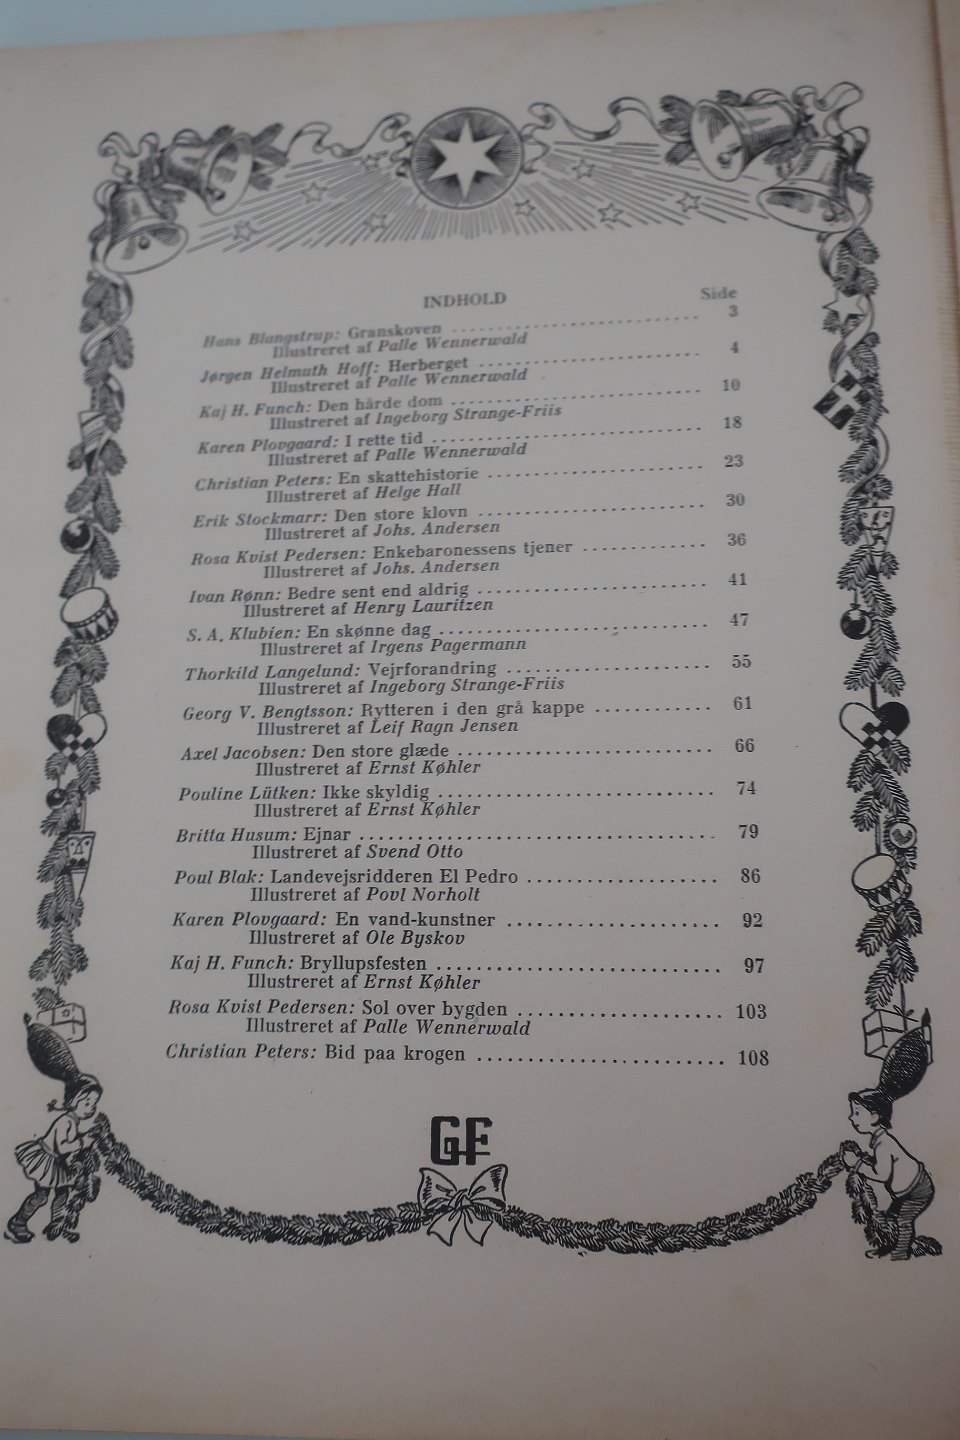 INDHOLD
Side
Hans Blangstrup: Granskoven 3
Illustreret af Palle Wennerwald
Jørgen Helmuth Hoff: Herberget 4
Illustreret af Palle Wennerwald
Kaj H. Funch: Den hårde dom 10
Illustreret af Ingeborg Strange-Friis
Karen Plovgaard: I rette tid 18
Illustreret af Palle Wennerwald
Christian Peters: En skattehistorie 23
Illustreret af Helge Hall
Erik Stockmarr: Den store klovn 30
Illustreret af Johs. Andersen
Rosa Kvist Pedersen: Enkebaronessens tjener 36
Illustreret af Johs. Andersen
Ivan Rønn: Bedre sent end aldrig 41
Illustreret af Henry Lauritzen
S. A. Klubien: En skønne dag 47
Illustreret af Irgens Pagermann
Thorkild Langelund: Vejrforandring 55
Illustreret af Ingeborg Strange-Friis
Georg V. Bengtsson: Rytteren i den grå kappe 61
Illustreret af Leif Ragn Jensen
Axel Jacobsen: Den store glæde 66
Illustreret af Ernst Køhler
Pouline Lütken: Ikke skyldig 74
Illustreret af Ernst Køhler
Britta Husum: Ejnar 79
Illustreret af Svend Otto
Poul Blak: Landevejsridderen El Pedro 86
Illustreret af Povl Norholt
Karen Plovgaard: En vand-kunstner 92
Illustreret af Ole Byskov
Kaj H. Funch: Bryllupsfesten 97
Illustreret af Ernst Køhler
Rosa Kvist Pedersen: Sol over bygden 103
Illustreret af Palle Wennerwald
Christian Peters: Bid paa krogen 108